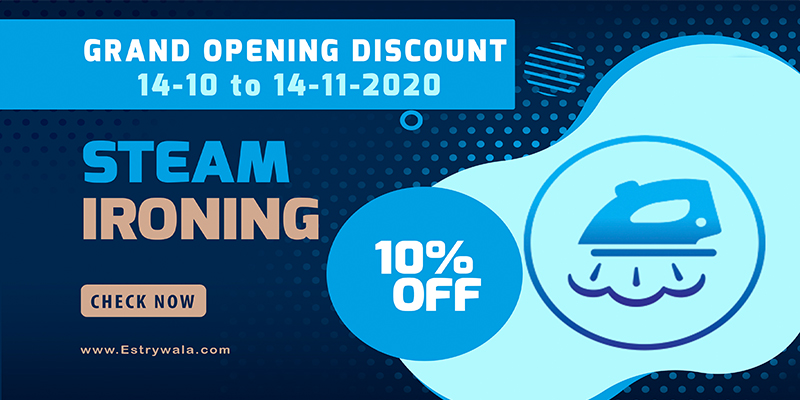 GRAND OPENING DISCOUNT
14-10 to 14-11-2020
STEAM
IRONING
10%
OFF
CHECK NOW
www.Estrywala.com